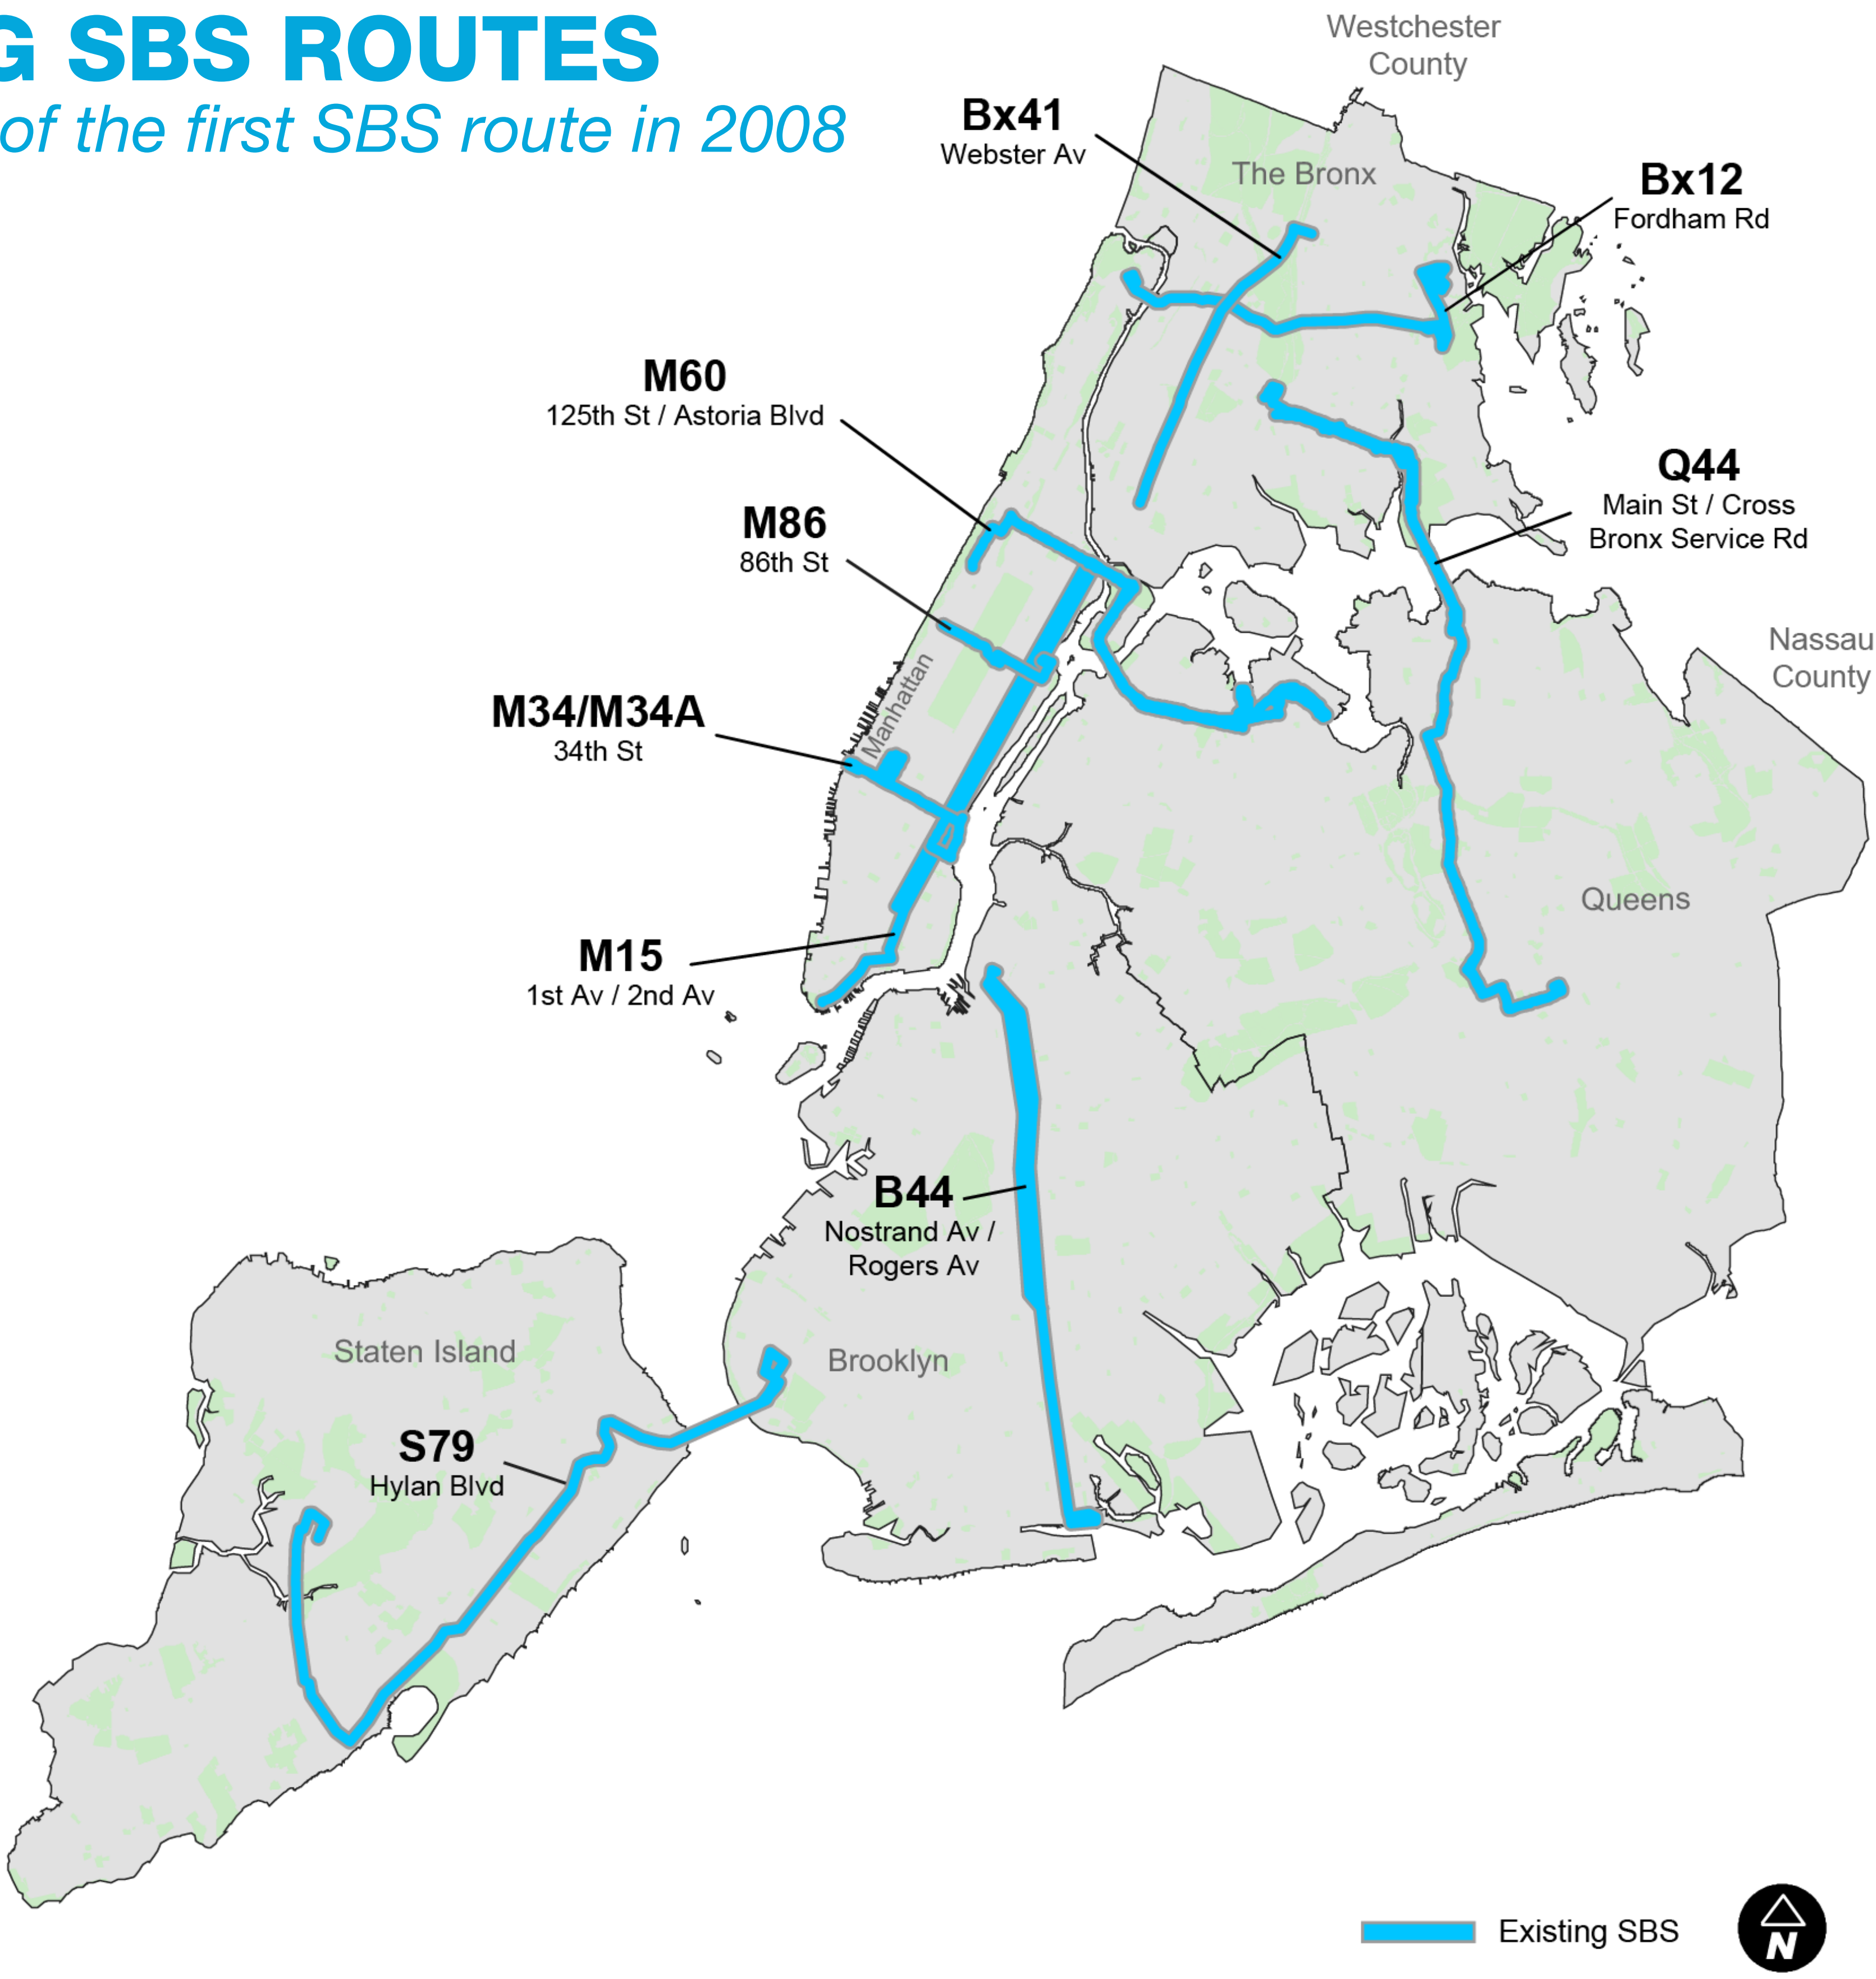 G SBS ROUTES
of the first SBS route in 2008
Westchester
County
Bx41
Webster Av
The Bronx
Bx12
Fordham Rd
M60
125th St / Astoria Blvd
Q44
Main St / Cross
Bronx Service Rd
M86
86th St
Nassau
County
Manhattan
M34/M34A
34th St
Queens
M15
1st Av / 2nd Av
B44
Nostrand Av /
Rogers Av
Staten Island
Brooklyn
S79
Hylan Blvd
Existing SBS
N